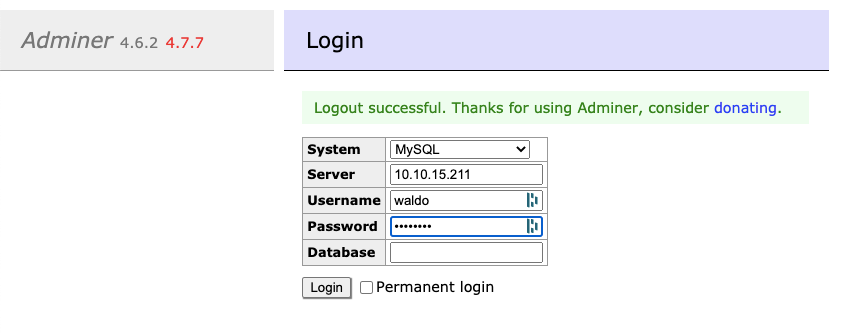 Adminer 4.6.2 4.7.7
Login
Logout successful. Thanks for using Adminer, consider donating.
System MySQL
Server 10.10.15.211
Username waldo
Password ••••••••
Database
Login Permanent login